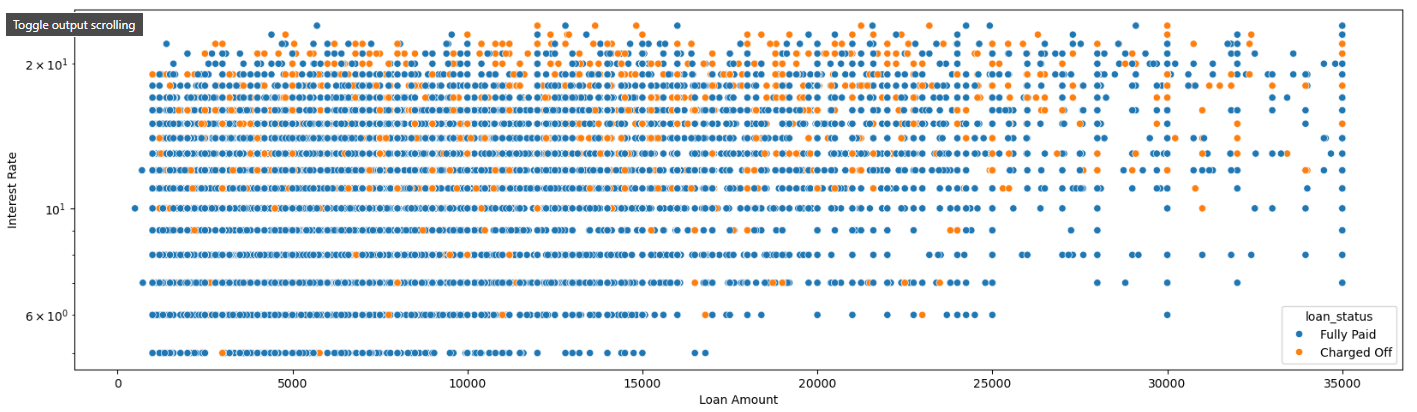 Toggle output scrolling
2 × 10¹
10¹
6 × 10⁰
Interest Rate
loan_status
Fully Paid
Charged Off
0 5000 10000 15000 20000 25000 30000 35000
Loan Amount